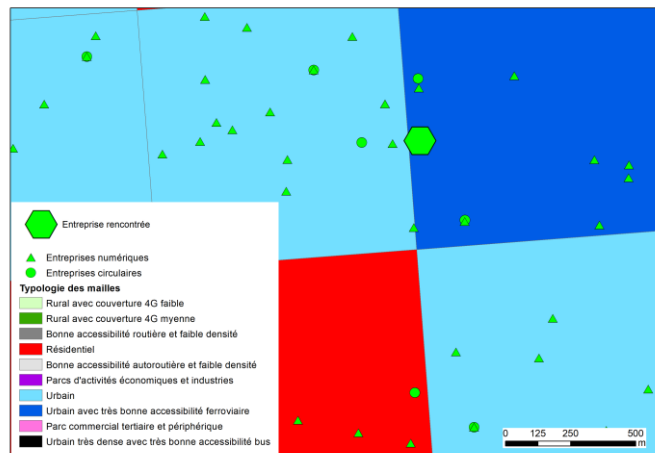 Entreprise rencontrée
Entreprises numériques
Entreprises circulaires
Typologie des mailles
Rural avec couverture 4G faible
Rural avec couverture 4G myenne
Bonne accessibilité routière et faible densité
Résidentiel
Bonne accessibilité autoroutière et faible densité
Parcs d'activités économiques et industries
Urbain
Urbain avec très bonne accessibilité ferroviaire
Parc commercial tertiaire et périphérique
Urbain très dense avec très bonne accessibilité bus
0 125 250 500
m